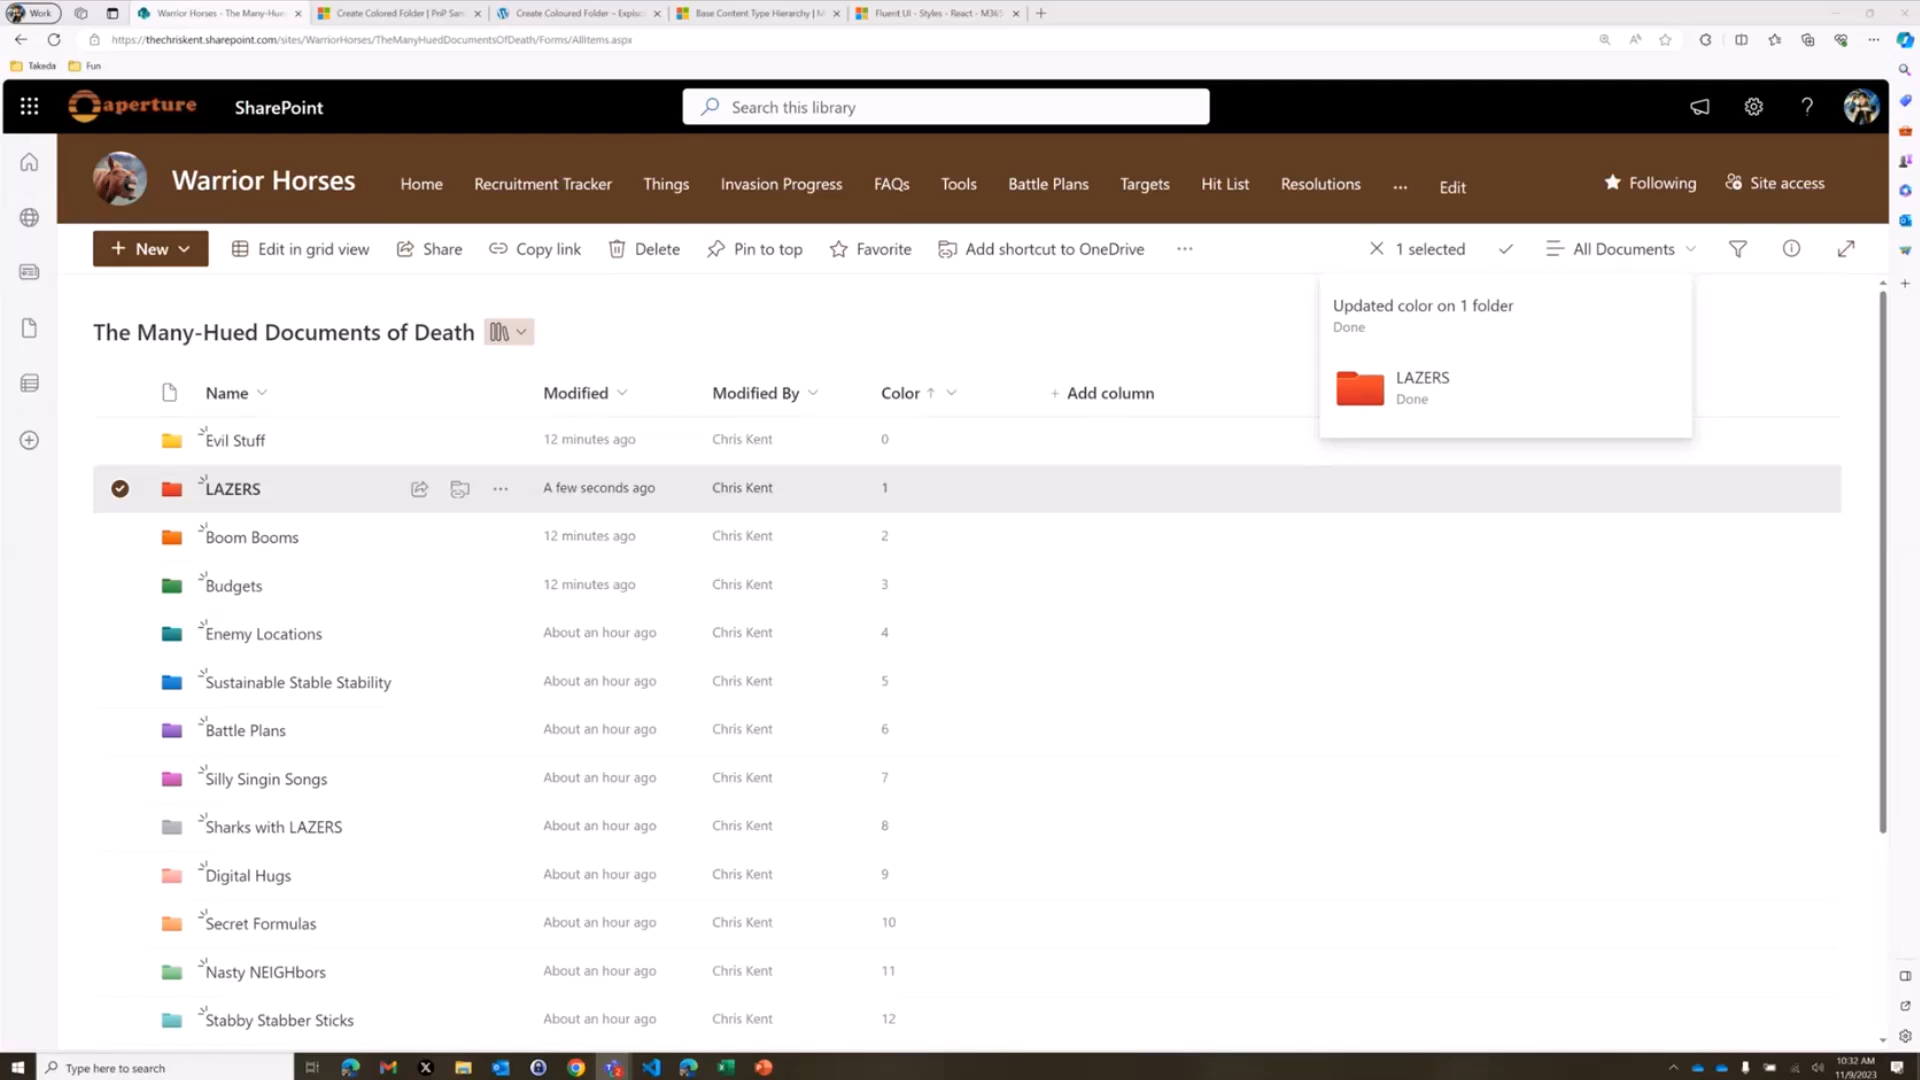 Work
Warrior Horses - The Many-Hue
Create Colored Folder | PnP Sam
Create Coloured Folder – Expisc
Base Content Type Hierarchy | M
Fluent UI - Styles - React - M365
https://thechriskent.sharepoint.com/sites/WarriorHorses/TheManyHuedDocumentsOfDeath/Forms/AllItems.aspx
Takeda Fun
aperture SharePoint Search this library
Warrior Horses Home Recruitment Tracker Things Invasion Progress FAQs Tools Battle Plans Targets Hit List Resolutions ... Edit Following Site access
+ New Edit in grid view Share Copy link Delete Pin to top Favorite Add shortcut to OneDrive ... 1 selected All Documents
Updated color on 1 folder
Done
LAZERS
Done
The Many-Hued Documents of Death
Name Modified Modified By Color + Add column
Evil Stuff 12 minutes ago Chris Kent 0
LAZERS A few seconds ago Chris Kent 1
Boom Booms 12 minutes ago Chris Kent 2
Budgets 12 minutes ago Chris Kent 3
Enemy Locations About an hour ago Chris Kent 4
Sustainable Stable Stability About an hour ago Chris Kent 5
Battle Plans About an hour ago Chris Kent 6
Silly Singin Songs About an hour ago Chris Kent 7
Sharks with LAZERS About an hour ago Chris Kent 8
Digital Hugs About an hour ago Chris Kent 9
Secret Formulas About an hour ago Chris Kent 10
Nasty NEIGHbors About an hour ago Chris Kent 11
Stabby Stabber Sticks About an hour ago Chris Kent 12
Type here to search
10:32 AM
11/9/2023